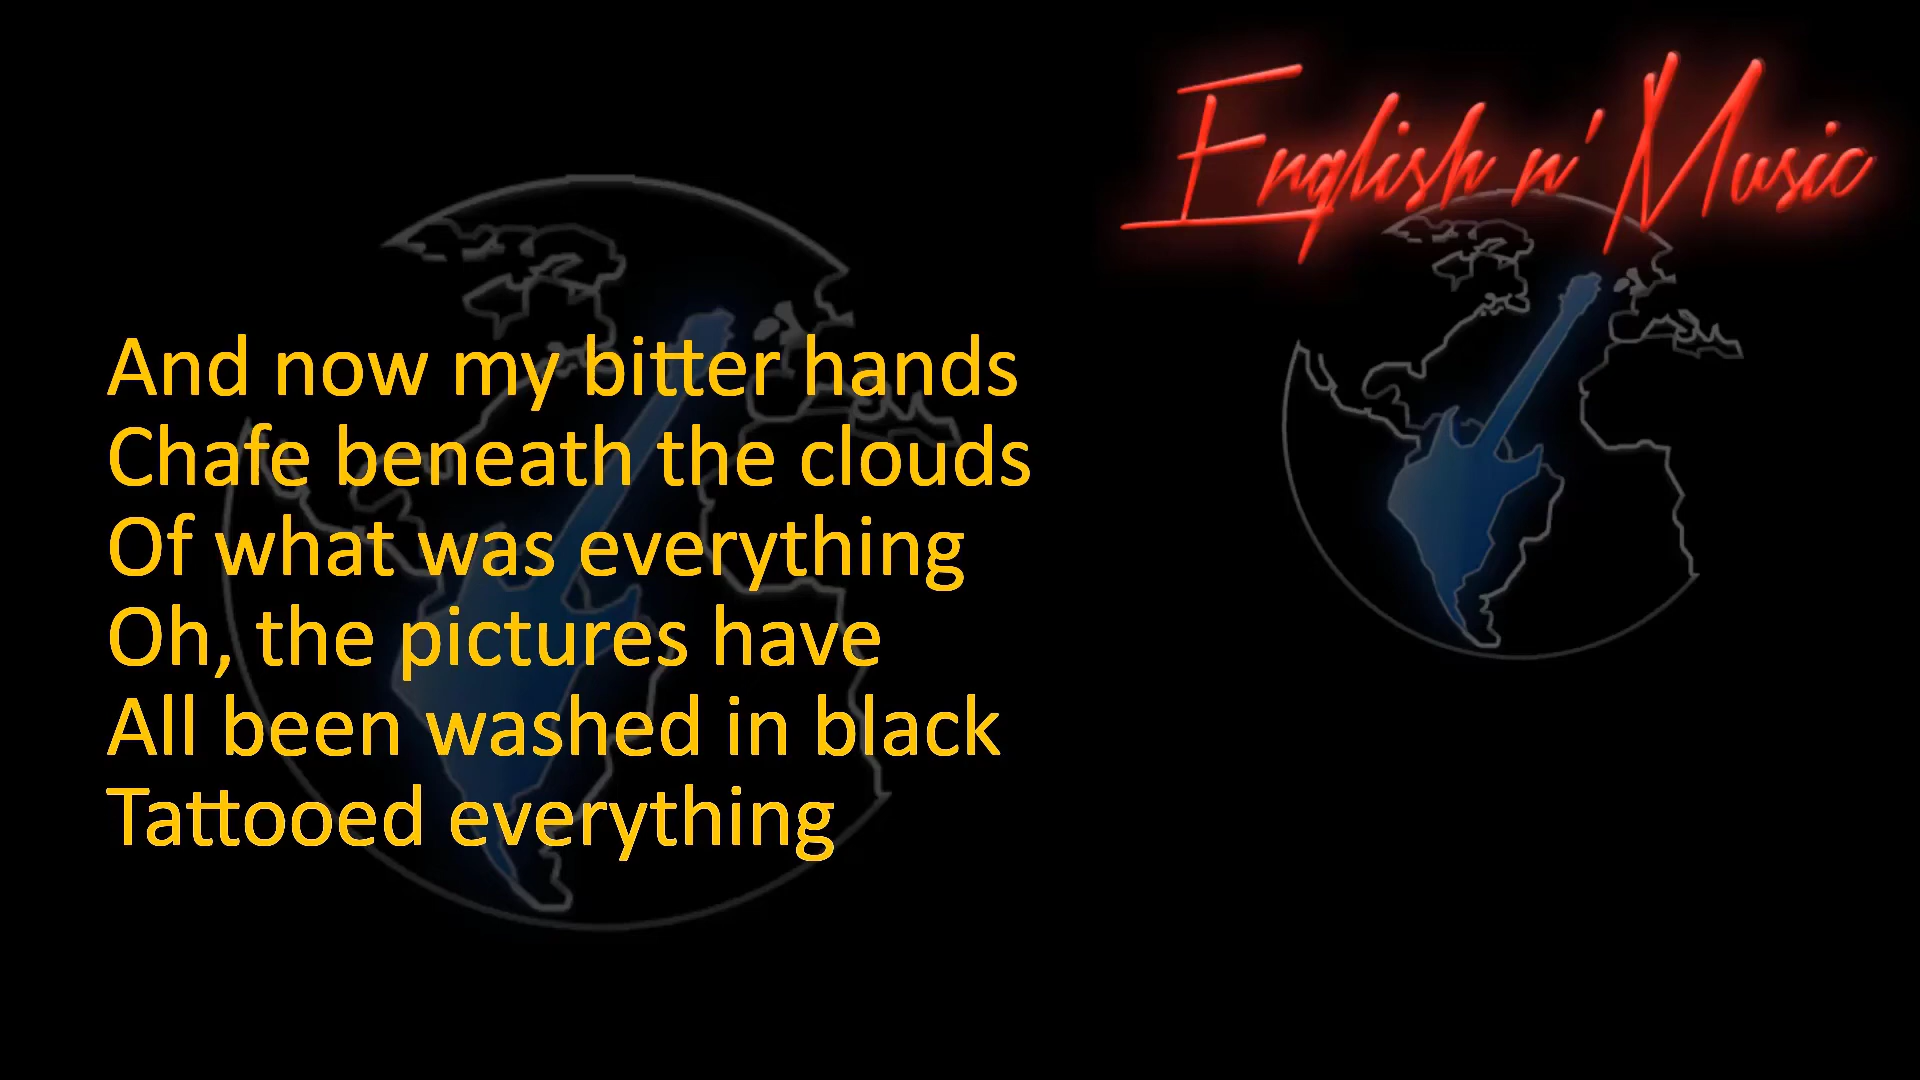 English n' Music
And now my bitter hands
Chafe beneath the clouds
Of what was everything
Oh, the pictures have
All been washed in black
Tattooed everything